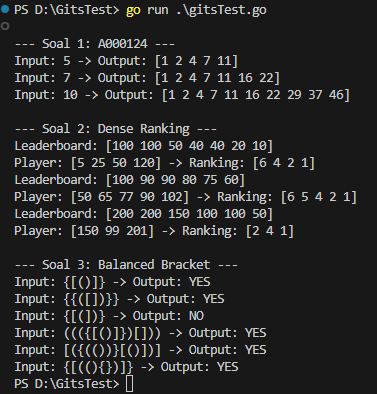 PS D:\GitsTest> go run .\gitsTest.go
--- Soal 1: A000124 ---
Input: 5 -> Output: [1 2 4 7 11]
Input: 7 -> Output: [1 2 4 7 11 16 22]
Input: 10 -> Output: [1 2 4 7 11 16 22 29 37 46]
--- Soal 2: Dense Ranking ---
Leaderboard: [100 100 50 40 40 20 10]
Player: [5 25 50 120] -> Ranking: [6 4 2 1]
Leaderboard: [100 90 90 80 75 60]
Player: [50 65 77 90 102] -> Ranking: [6 5 4 2 1]
Leaderboard: [200 200 150 100 100 50]
Player: [150 99 201] -> Ranking: [2 4 1]
--- Soal 3: Balanced Bracket ---
Input: {[()]} -> Output: YES
Input: {{([])}} -> Output: YES
Input: {[(])} -> Output: NO
Input: ((({[()]})[])) -> Output: YES
Input: [({(())}[()])] -> Output: YES
Input: {[((){})]} -> Output: YES
PS D:\GitsTest>